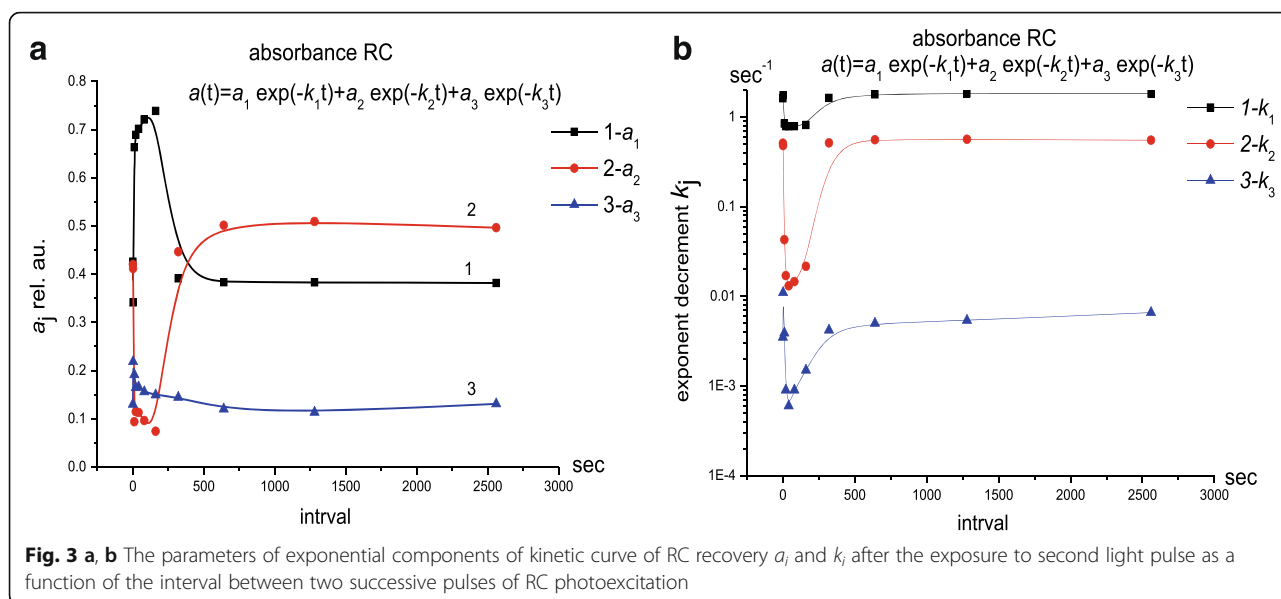 a
absorbance RC
a(t)=a₁ exp(-k₁t)+a₂ exp(-k₂t)+a₃ exp(-k₃t)
0.8
0.7
0.6
0.5
0.4
0.3
0.2
0.1
0.0
aⱼ rel. au.
1-a₁
2-a₂
3-a₃
2
1
3
0 500 1000 1500 2000 2500 3000
sec
intrval
b
absorbance RC
sec⁻¹
a(t)=a₁ exp(-k₁t)+a₂ exp(-k₂t)+a₃ exp(-k₃t)
1
0.1
0.01
1E-3
1E-4
exponent decrement kⱼ
1-k₁
2-k₂
3-k₃
0 500 1000 1500 2000 2500 3000
sec
intrval
Fig. 3 a, b The parameters of exponential components of kinetic curve of RC recovery aᵢ and kᵢ after the exposure to second light pulse as a
function of the interval between two successive pulses of RC photoexcitation